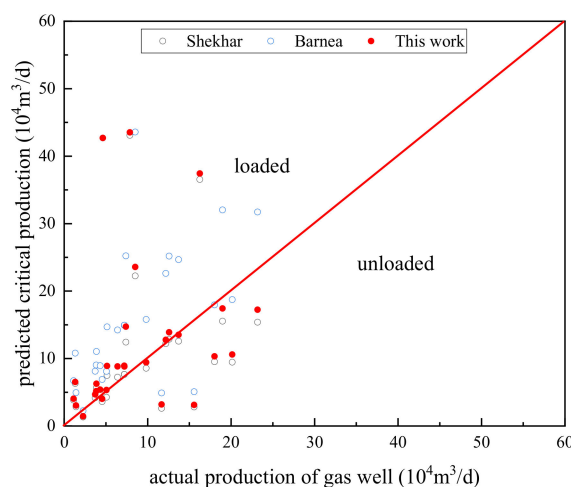 60
50
40
30
20
10
0
predicted critical production (10⁴m³/d)
Shekhar Barnea This work
loaded
unloaded
0 10 20 30 40 50 60
actual production of gas well (10⁴m³/d)